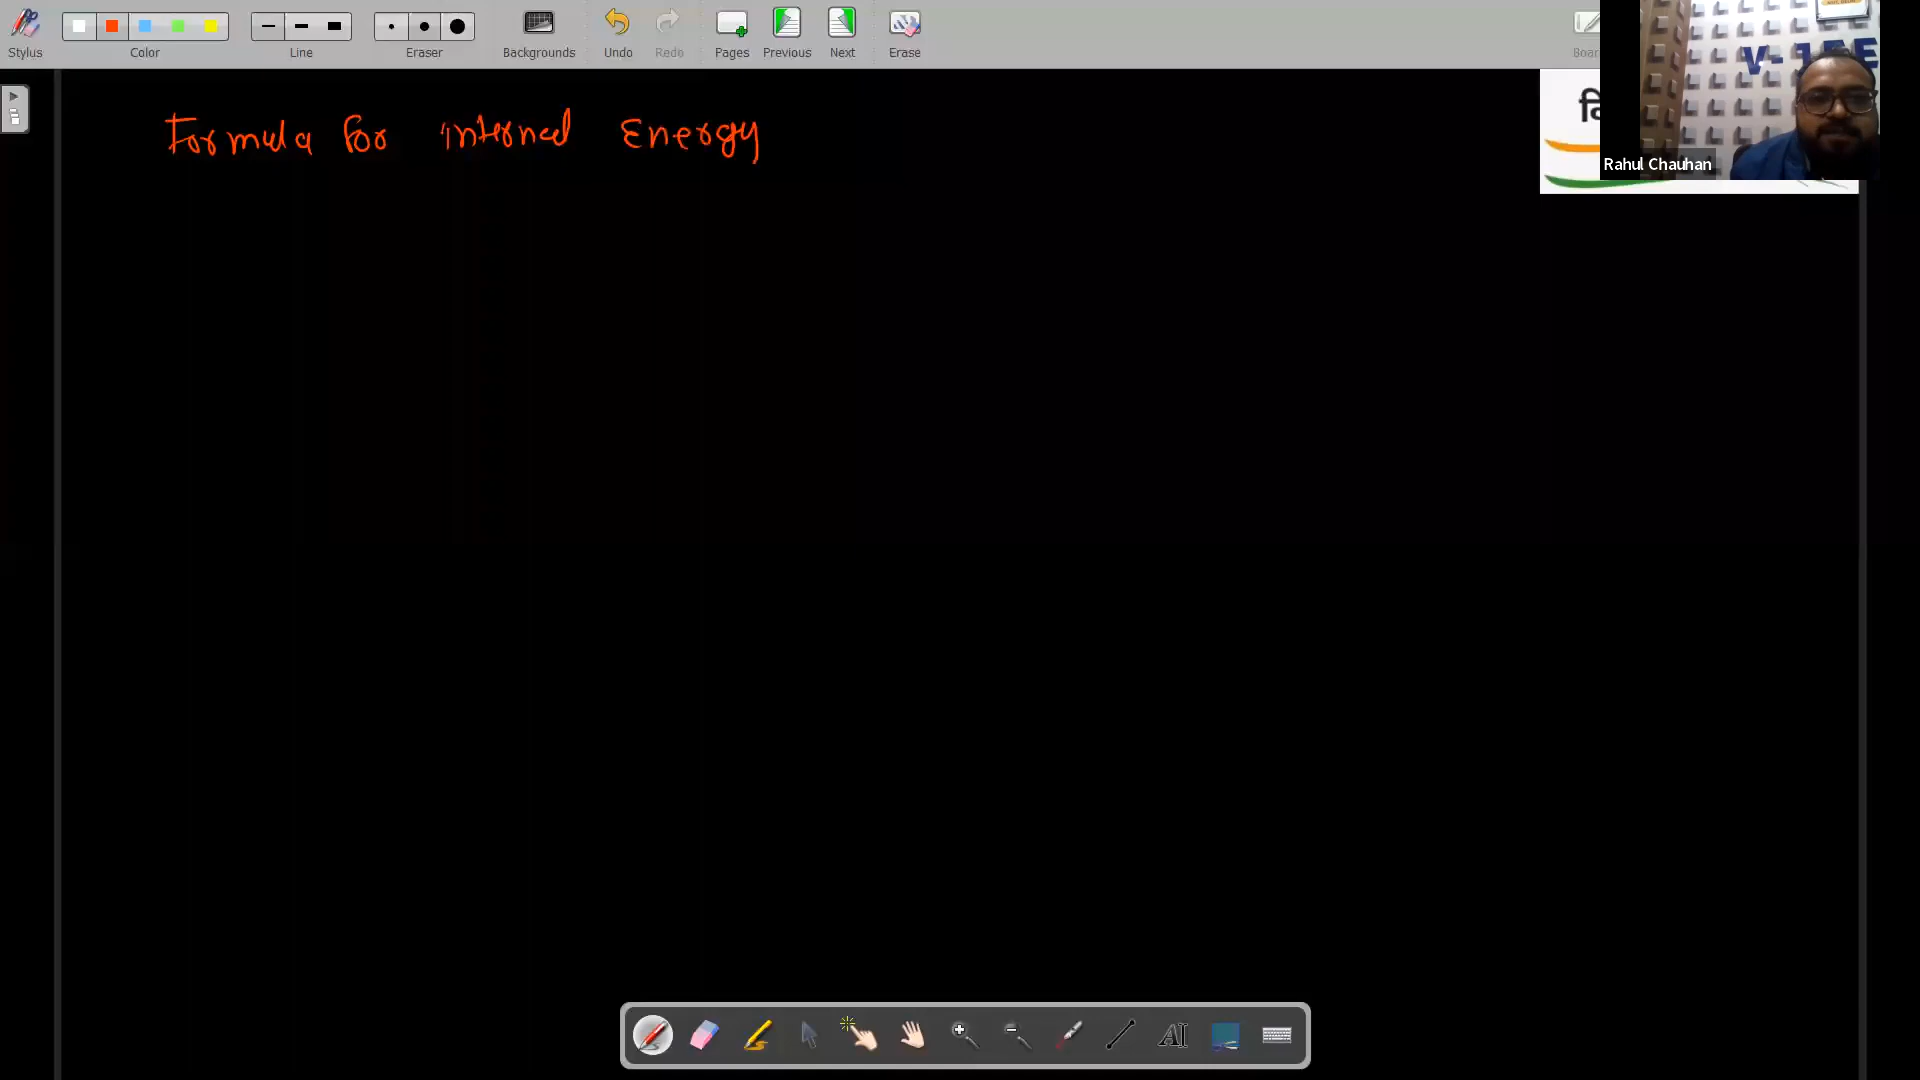 Stylus Color Line Eraser Backgrounds Undo Redo Pages Previous Next Erase
Formula for internal Energy
Rahul Chauhan